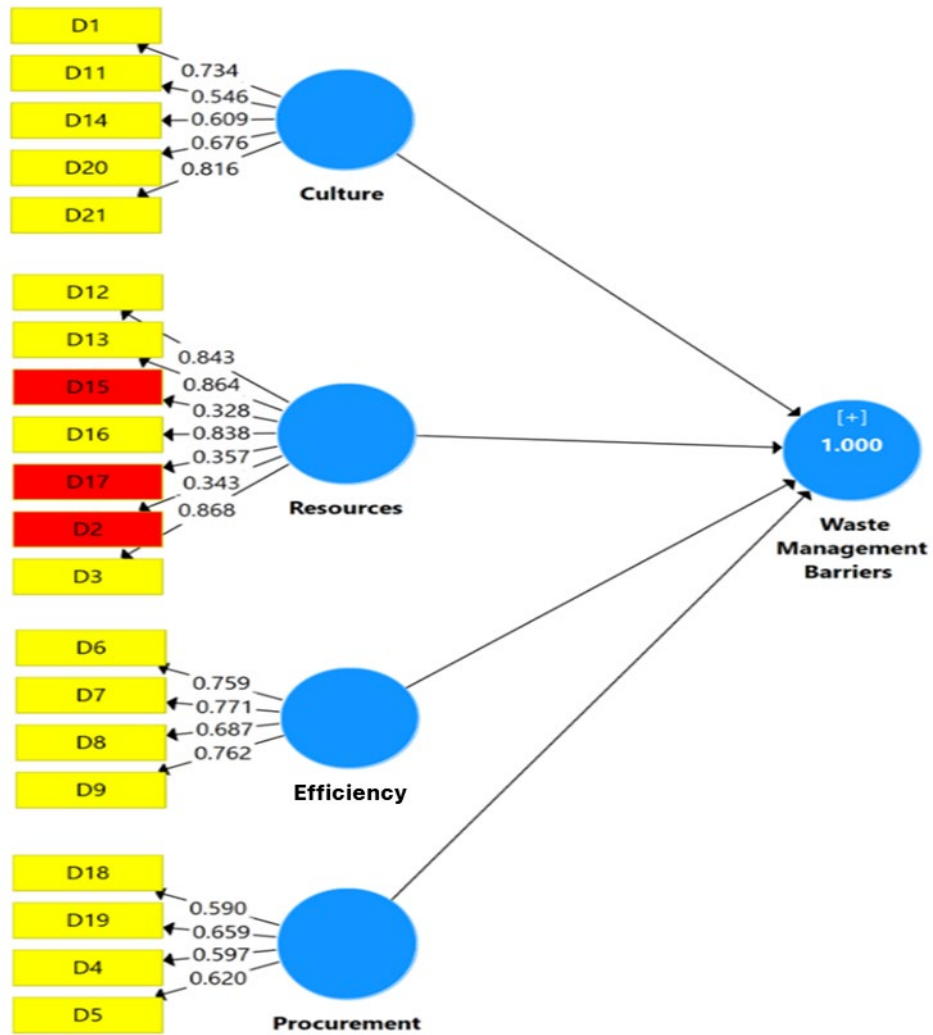 D1
D11
D14
D20
D21
0.734
0.546
0.609
0.676
0.816
Culture
D12
D13
D15
D16
D17
D2
D3
0.843
0.864
0.328
0.838
0.357
0.343
0.868
Resources
D6
D7
D8
D9
0.759
0.771
0.687
0.762
Efficiency
D18
D19
D4
D5
0.590
0.659
0.597
0.620
Procurement
[+]
1.000
Waste
Management
Barriers